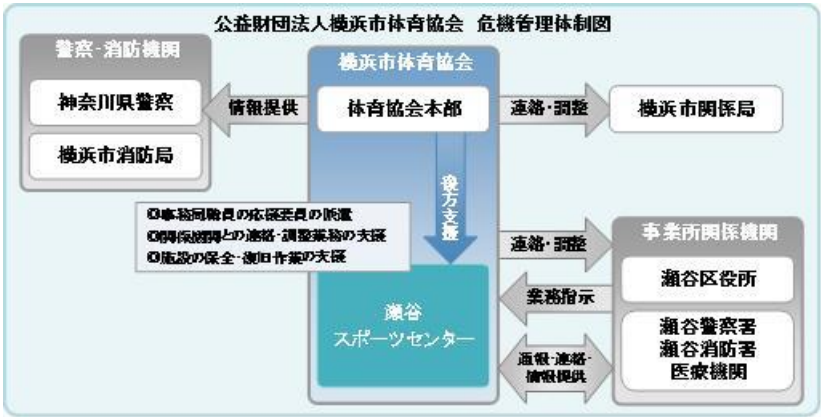 公益財団法人横浜市体育協会 危機管理体制図
警察・消防機関
神奈川県警察
横浜市消防局
情報提供
横浜市体育協会
体育協会本部
連絡・調整
横浜市関係局
後方支援
◎事務局職員の応援要員の派遣
◎関係機関との連絡・調整業務の支援
◎施設の保全・復旧作業の支援
瀬谷
スポーツセンター
連絡・調整
業務指示
通報・連絡・
情報提供
事業所関係機関
瀬谷区役所
瀬谷警察署
瀬谷消防署
医療機関